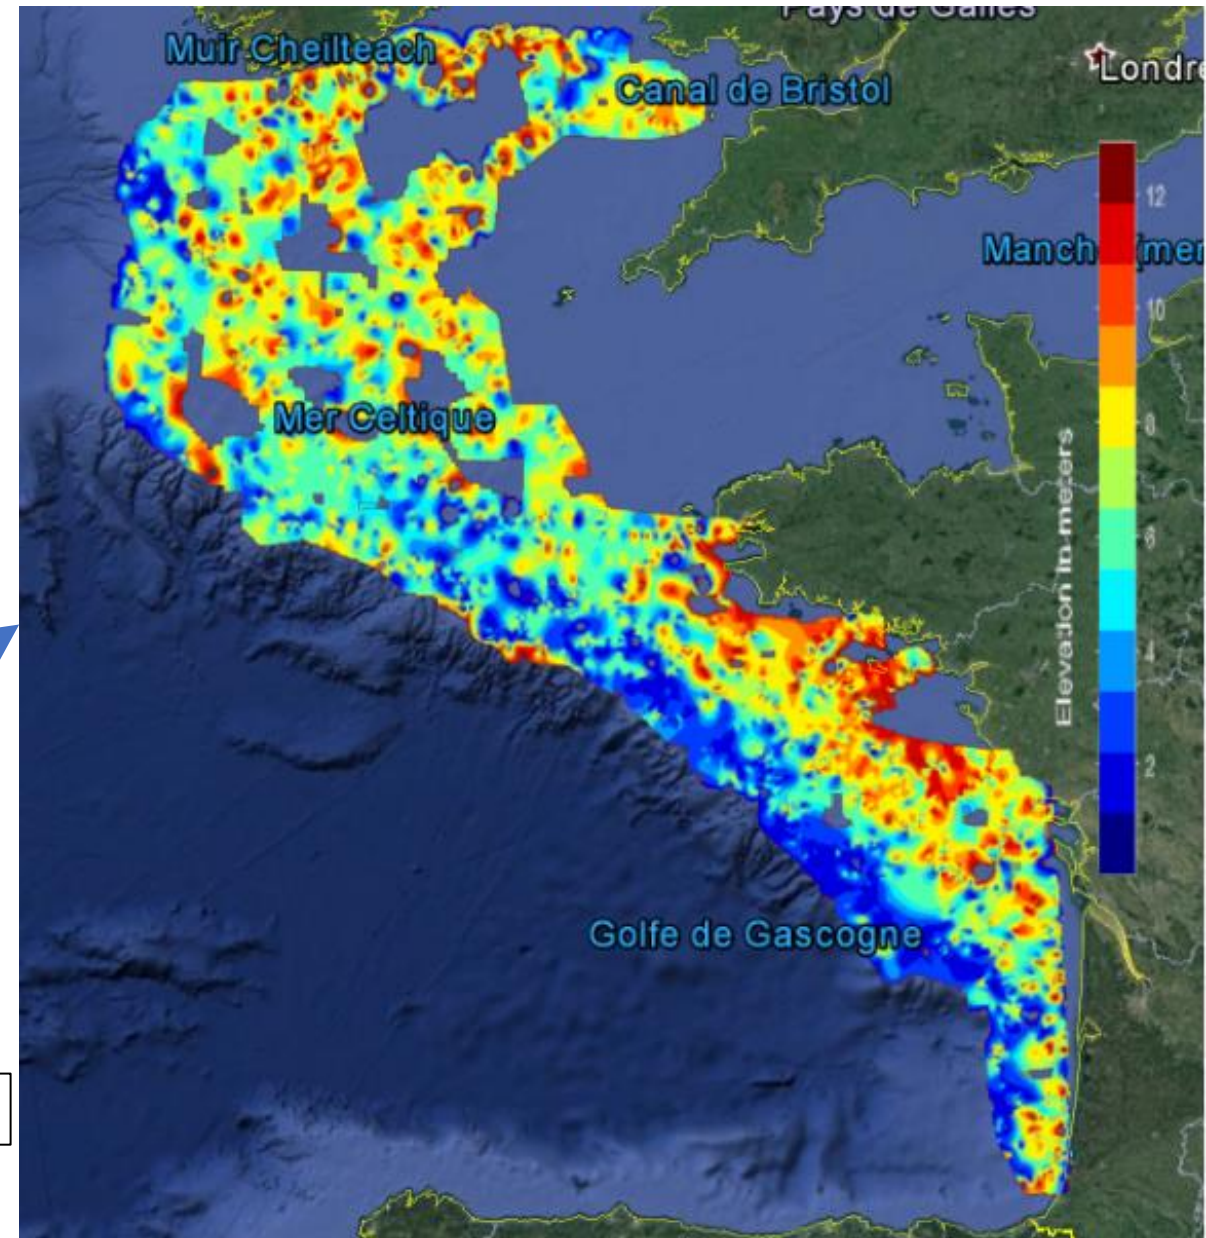 Pays de Galles
Muir Cheilteach
Londre
Canal de Bristol
12
Manch (mer
10
8
Mer Celtique
Elevation in meters
6
4
2
Golfe de Gascogne